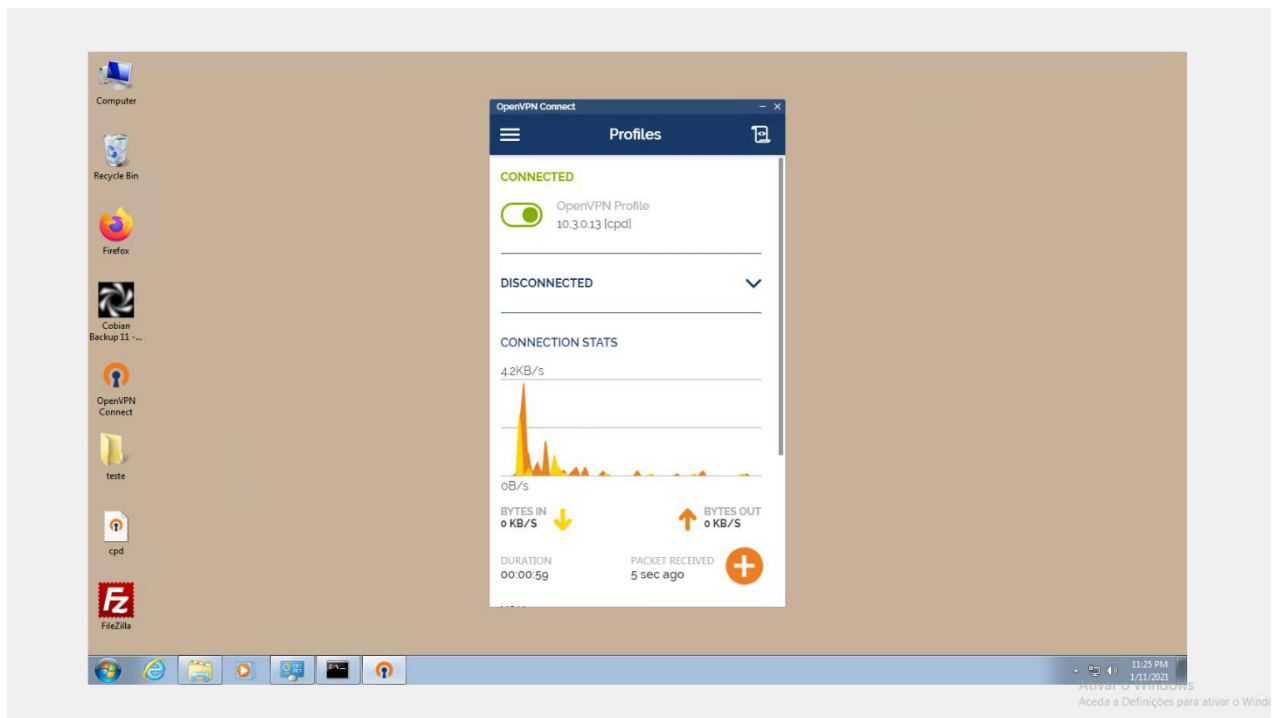 Computer
Recycle Bin
Firefox
Cobian
Backup 11 -...
OpenVPN
Connect
teste
cpd
FileZilla
OpenVPN Connect
Profiles
CONNECTED
OpenVPN Profile
10.3.0.13 [cpd]
DISCONNECTED
CONNECTION STATS
4.2KB/s
0B/s
BYTES IN
0 KB/S
BYTES OUT
0 KB/S
DURATION
00:00:59
PACKET RECEIVED
5 sec ago
11:25 PM
1/11/2021
Ativar o Windows
Aceda a Definições para ativar o Windo